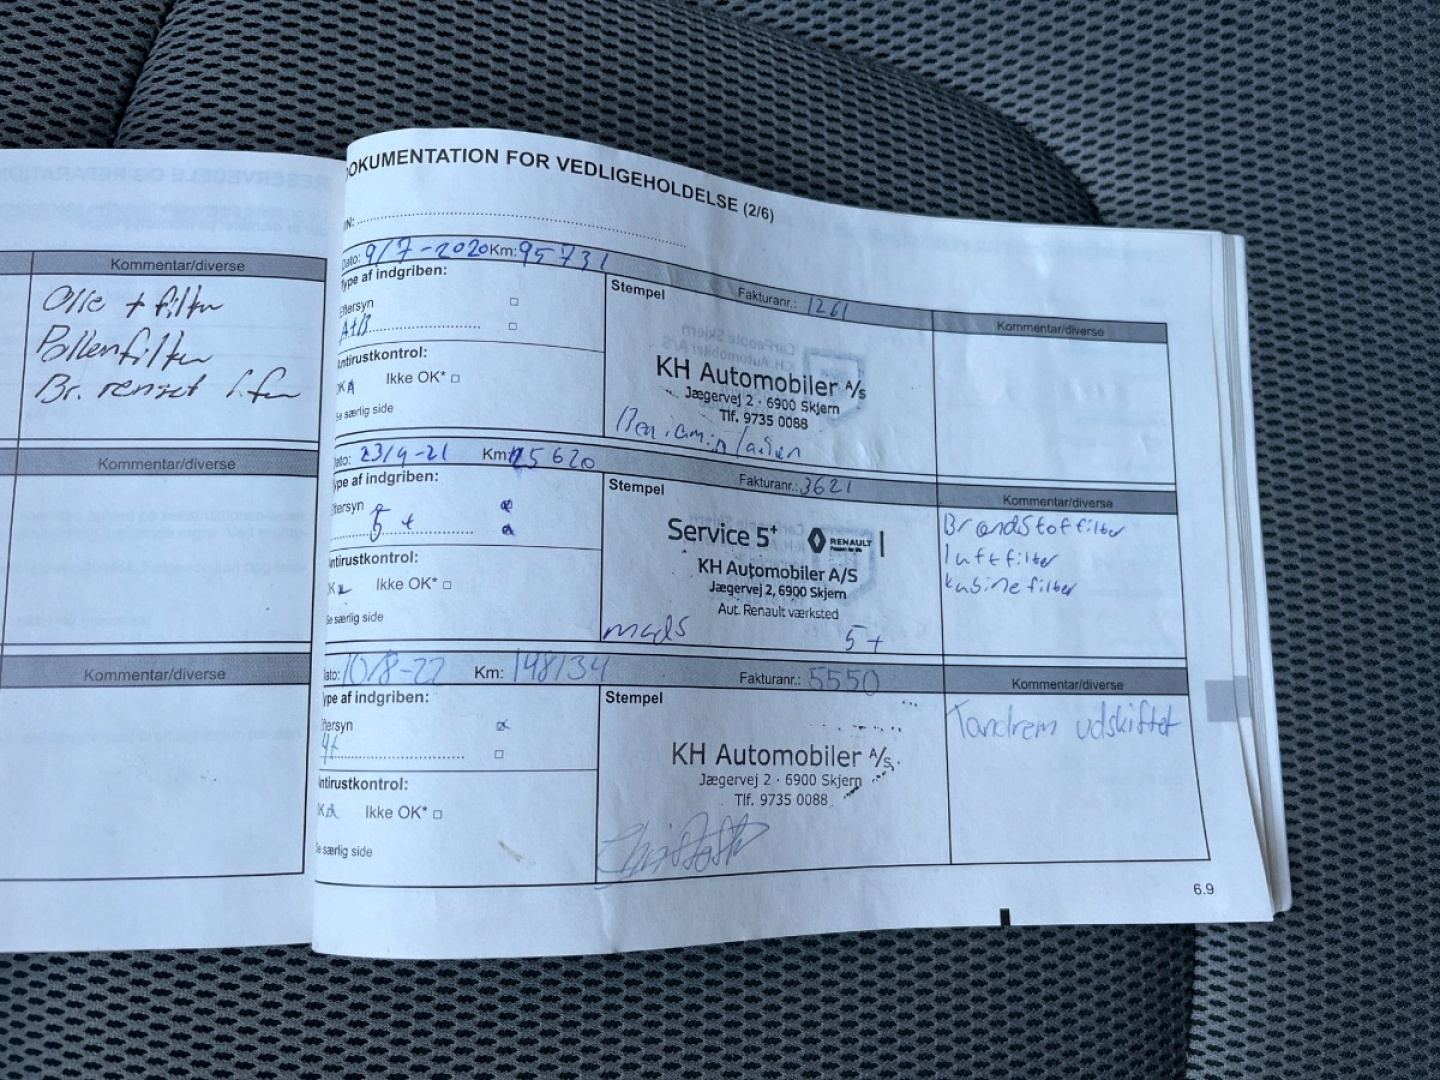 Kommentar/diverse
Olie + filter
Pollenfilter
Br. renset
Kommentar/diverse
Kommentar/diverse
DOKUMENTATION FOR VEDLIGEHOLDELSE (2/6)
Dato: 9/7-2020 Km: 95731
Type af indgriben:
Stempel
Fakturanr.: 1261
Kommentar/diverse
Eftersyn
A+B
Antirustkontrol:
OK Ikke OK*
Se særlig side
KH Automobiler A/S
Jægervej 2 · 6900 Skjern
Tlf. 9735 0088
Dato: 23/9-21 Km: 125620
Type af indgriben:
Stempel
Fakturanr.: 3621
Kommentar/diverse
Eftersyn
5+
Antirustkontrol:
OK Ikke OK*
Se særlig side
Service 5+
RENAULT
KH Automobiler A/S
Jægervej 2, 6900 Skjern
Aut. Renault værksted
mads 5+
Brændstoffilter
luftfilter
kabinefilter
Dato: 10/8-22 Km: 148134
Type af indgriben:
Stempel
Fakturanr.: 5550
Kommentar/diverse
Eftersyn
4+
Antirustkontrol:
OK Ikke OK*
Se særlig side
KH Automobiler A/S
Jægervej 2 · 6900 Skjern
Tlf. 9735 0088
Tandrem udskiftet
6.9